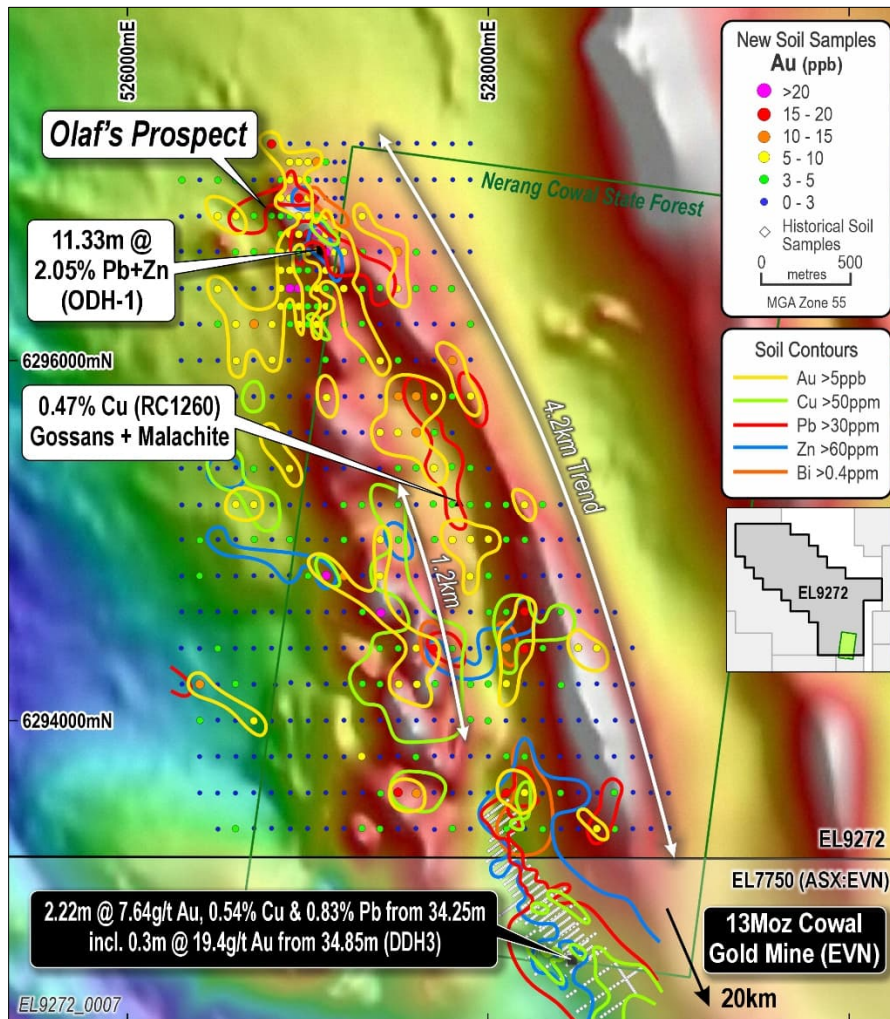 526000mE
528000mE
Olaf's Prospect
11.33m @
2.05% Pb+Zn
(ODH-1)
Nerang Cowal State Forest
6296000mN
0.47% Cu (RC1260)
Gossans + Malachite
4.2km Trend
1.2km
6294000mN
New Soil Samples
Au (ppb)
>20
15 - 20
10 - 15
5 - 10
3 - 5
0 - 3
Historical Soil
Samples
0 500
metres
MGA Zone 55
Soil Contours
Au >5ppb
Cu >50ppm
Pb >30ppm
Zn >60ppm
Bi >0.4ppm
EL9272
EL9272
EL7750 (ASX:EVN)
2.22m @ 7.64g/t Au, 0.54% Cu & 0.83% Pb from 34.25m
incl. 0.3m @ 19.4g/t Au from 34.85m (DDH3)
13Moz Cowal
Gold Mine (EVN)
20km
EL9272_0007